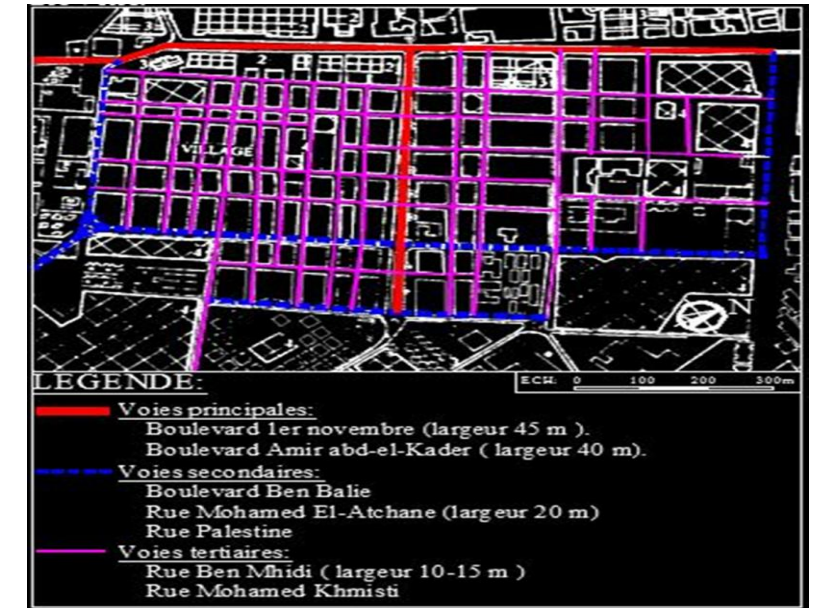 VILLAGE
N
LEGENDE:
ECH: 0 100 200 300m
Voies principales:
Boulevard 1er novembre (largeur 45 m ).
Boulevard Amir abd-el-Kader ( largeur 40 m).
Voies secondaires:
Boulevard Ben Balie
Rue Mohamed El-Atchane (largeur 20 m)
Rue Palestine
Voies tertiaires:
Rue Ben Mhidi ( largeur 10-15 m )
Rue Mohamed Khmisti